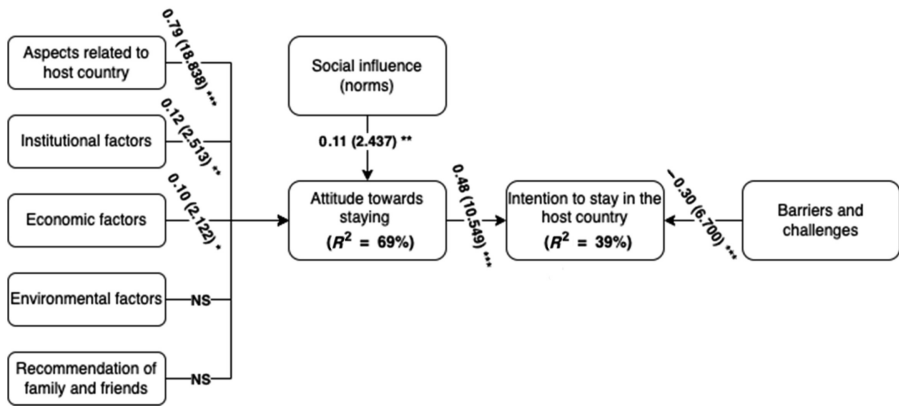 Aspects related to
host country
0.79 (18.838) ***
Institutional factors
0.12 (2.513) **
Economic factors
0.10 (2.122) *
Environmental factors
NS
Recommendation of
family and friends
NS
Social influence
(norms)
0.11 (2.437) **
Attitude towards
staying
(R² = 69%)
0.48 (10.549) ***
Intention to stay in the
host country
(R² = 39%)
−0.30 (6.700) ***
Barriers and
challenges